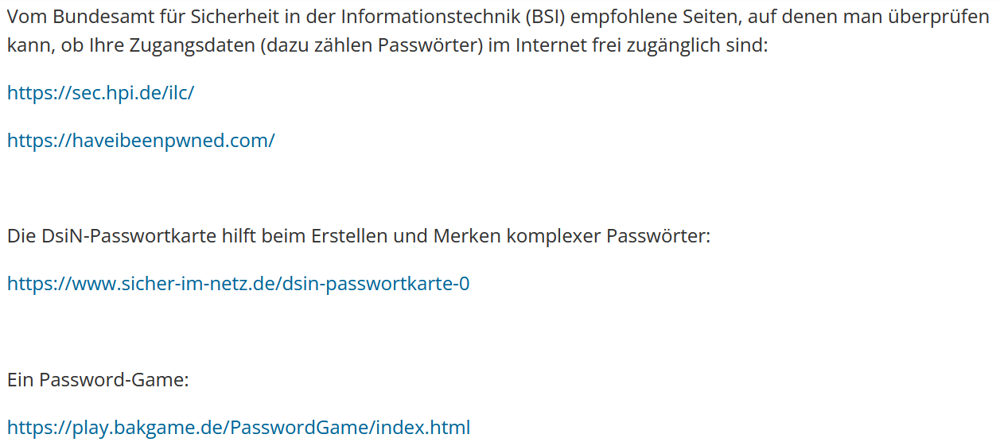 Vom Bundesamt für Sicherheit in der Informationstechnik (BSI) empfohlene Seiten, auf denen man überprüfen
kann, ob Ihre Zugangsdaten (dazu zählen Passwörter) im Internet frei zugänglich sind:
https://sec.hpi.de/ilc/
https://haveibeenpwned.com/
Die DsiN-Passwortkarte hilft beim Erstellen und Merken komplexer Passwörter:
https://www.sicher-im-netz.de/dsin-passwortkarte-0
Ein Password-Game:
https://play.bakgame.de/PasswordGame/index.html